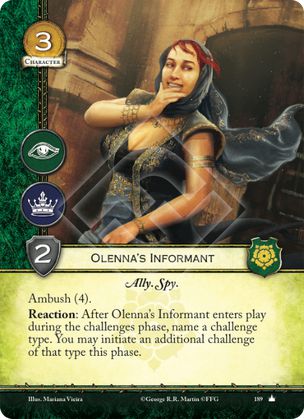 3
CHARACTER
2
OLENNA'S INFORMANT
Ally. Spy.
Ambush (4).
Reaction: After Olenna's Informant enters play
during the challenges phase, name a challenge
type. You may initiate an additional challenge
of that type this phase.
Illus. Mariana Vieira ©George R.R. Martin ©FFG 189